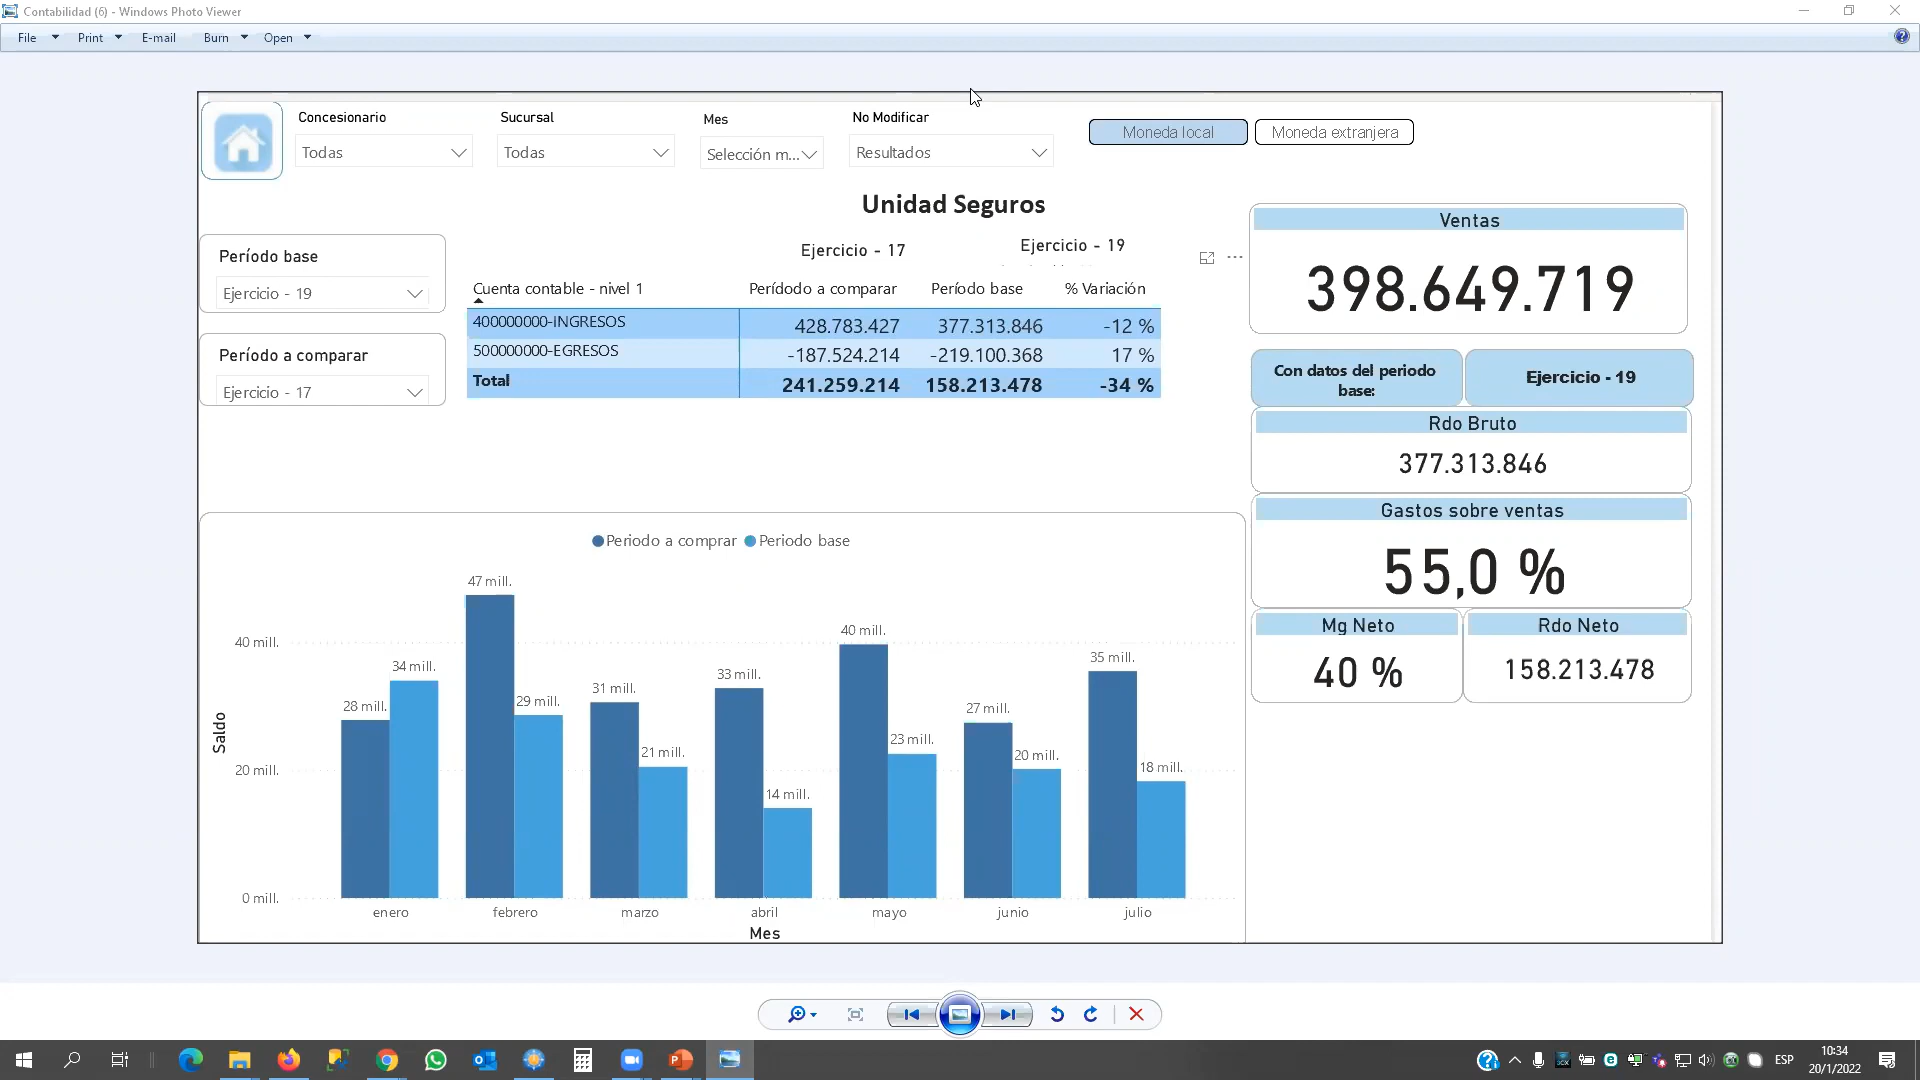 Contabilidad (6) - Windows Photo Viewer
File Print E-mail Burn Open
Concesionario Sucursal Mes No Modificar
Todas Todas Selección m... Resultados
Moneda local Moneda extranjera
Unidad Seguros
Período base
Ejercicio - 19
Período a comparar
Ejercicio - 17
Ejercicio - 17 Ejercicio - 19
Cuenta contable - nivel 1 Perídodo a comparar Período base % Variación
400000000-INGRESOS 428.783.427 377.313.846 -12 %
500000000-EGRESOS -187.524.214 -219.100.368 17 %
Total 241.259.214 158.213.478 -34 %
Ventas
398.649.719
Con datos del periodo
base:
Ejercicio - 19
Rdo Bruto
377.313.846
Gastos sobre ventas
55,0 %
Mg Neto Rdo Neto
40 % 158.213.478
Periodo a comprar Periodo base
Saldo
40 mill.
20 mill.
0 mill.
28 mill. 34 mill.
47 mill. 29 mill.
31 mill. 21 mill.
33 mill. 14 mill.
40 mill. 23 mill.
27 mill. 20 mill.
35 mill. 18 mill.
enero febrero marzo abril mayo junio julio
Mes
ESP
10:34
20/1/2022